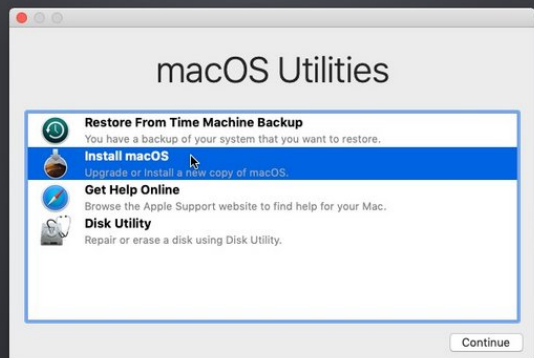 macOS Utilities
Restore From Time Machine Backup
You have a backup of your system that you want to restore.
Install macOS
Upgrade or Install a new copy of macOS.
Get Help Online
Browse the Apple Support website to find help for your Mac.
Disk Utility
Repair or erase a disk using Disk Utility.
Continue